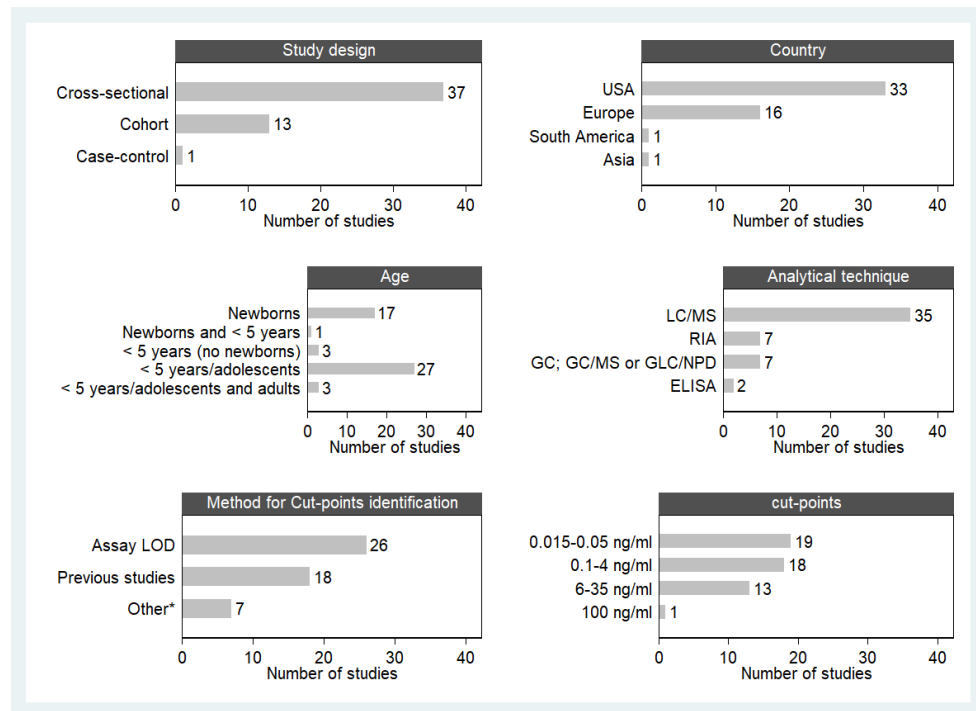 Study design
Cross-sectional 37
Cohort 13
Case-control 1
0 10 20 30 40
Number of studies
Country
USA 33
Europe 16
South America 1
Asia 1
0 10 20 30 40
Number of studies
Age
Newborns 17
Newborns and < 5 years 1
< 5 years (no newborns) 3
< 5 years/adolescents 27
< 5 years/adolescents and adults 3
0 10 20 30 40
Number of studies
Analytical technique
LC/MS 35
RIA 7
GC; GC/MS or GLC/NPD 7
ELISA 2
0 10 20 30 40
Number of studies
Method for Cut-points identification
Assay LOD 26
Previous studies 18
Other* 7
0 10 20 30 40
Number of studies
cut-points
0.015-0.05 ng/ml 19
0.1-4 ng/ml 18
6-35 ng/ml 13
100 ng/ml 1
0 10 20 30 40
Number of studies